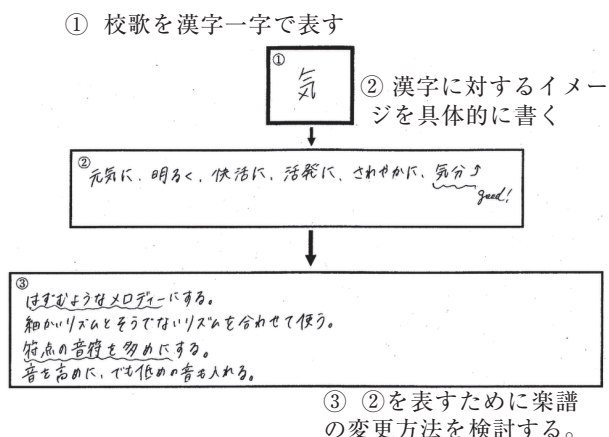 ① 校歌を漢字一字で表す
①
気
② 漢字に対するイメー
ジを具体的に書く
②
元気に、明るく、快活に、活発に、さわやかに、気分⤴
good!
③
はずむようなメロディーにする。
細かいリズムとそうでないリズムを合わせて使う。
符点の音符を多めにする。
音を高めに、でも低めの音も入れる。
③ ②を表すために楽譜
の変更方法を検討する。